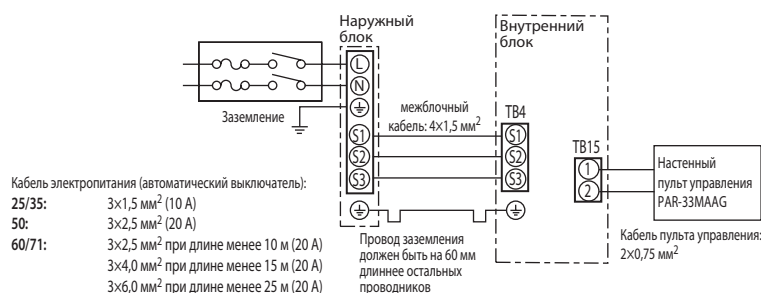 Наружный
блок
Внутренний
блок
L
N
Заземление
межблочный
кабель: 4×1,5 мм²
S1
S2
S3
TB4
S1
S2
S3
TB15
1
2
Настенный
пульт управления
PAR-33MAAG
Кабель пульта управления:
2×0,75 мм²
Провод заземления
должен быть на 60 мм
длиннее остальных
проводников
Кабель электропитания (автоматический выключатель):
25/35: 3×1,5 мм² (10 А)
50: 3×2,5 мм² (20 А)
60/71: 3×2,5 мм² при длине менее 10 м (20 А)
3×4,0 мм² при длине менее 15 м (20 А)
3×6,0 мм² при длине менее 25 м (20 А)